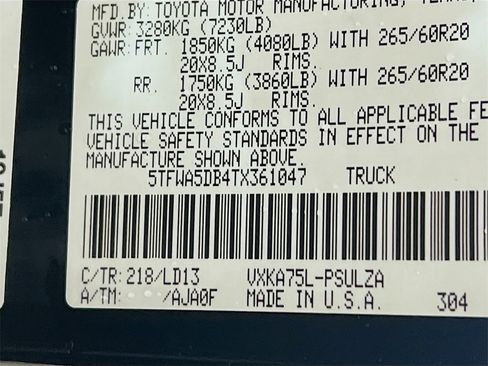 MFD. BY: TOYOTA MOTOR MANUFACTURING,
GVWR: 3280KG (7230LB)
GAWR: FRT. 1850KG (4080LB) WITH 265/60R20
20X8.5J RIMS.
RR. 1750KG (3860LB) WITH 265/60R20
20X8.5J RIMS.
THIS VEHICLE CONFORMS TO ALL APPLICABLE FE
VEHICLE SAFETY STANDARDS IN EFFECT ON THE
MANUFACTURE SHOWN ABOVE.
5TFWA5DB4TX361047 TRUCK
C/TR: 218/LD13 VXKA75L-PSULZA
A/TM: /AJA0F MADE IN U.S.A. 304